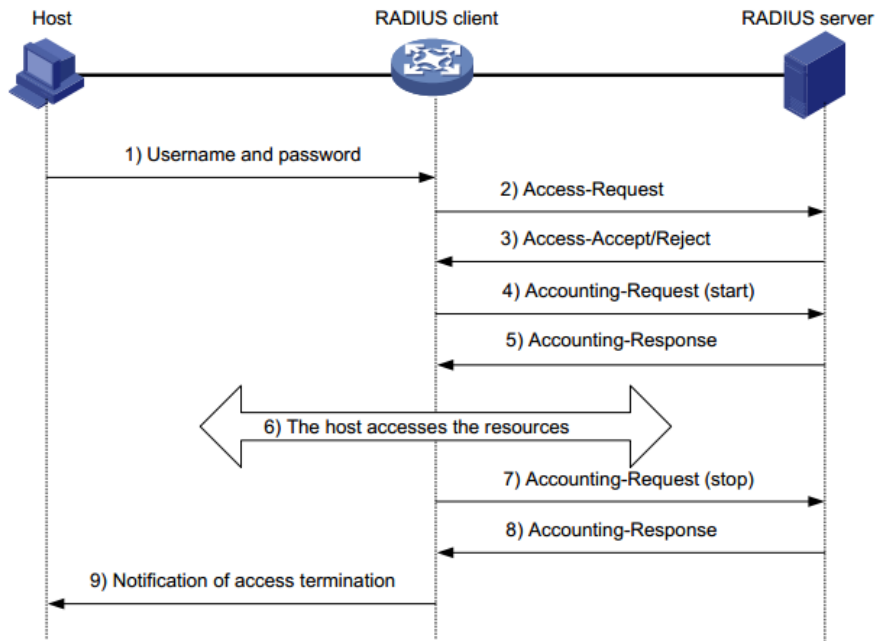 Host
RADIUS client
RADIUS server
1) Username and password
2) Access-Request
3) Access-Accept/Reject
4) Accounting-Request (start)
5) Accounting-Response
6) The host accesses the resources
7) Accounting-Request (stop)
8) Accounting-Response
9) Notification of access termination